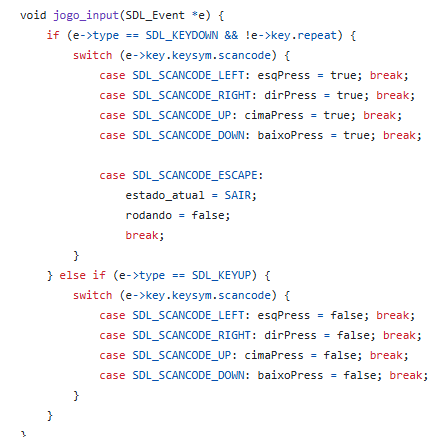 void jogo_input(SDL_Event *e) {
    if (e->type == SDL_KEYDOWN && !e->key.repeat) {
        switch (e->key.keysym.scancode) {
            case SDL_SCANCODE_LEFT: esqPress = true; break;
            case SDL_SCANCODE_RIGHT: dirPress = true; break;
            case SDL_SCANCODE_UP: cimaPress = true; break;
            case SDL_SCANCODE_DOWN: baixoPress = true; break;

            case SDL_SCANCODE_ESCAPE:
                estado_atual = SAIR;
                rodando = false;
                break;
        }
    } else if (e->type == SDL_KEYUP) {
        switch (e->key.keysym.scancode) {
            case SDL_SCANCODE_LEFT: esqPress = false; break;
            case SDL_SCANCODE_RIGHT: dirPress = false; break;
            case SDL_SCANCODE_UP: cimaPress = false; break;
            case SDL_SCANCODE_DOWN: baixoPress = false; break;
        }
    }
}